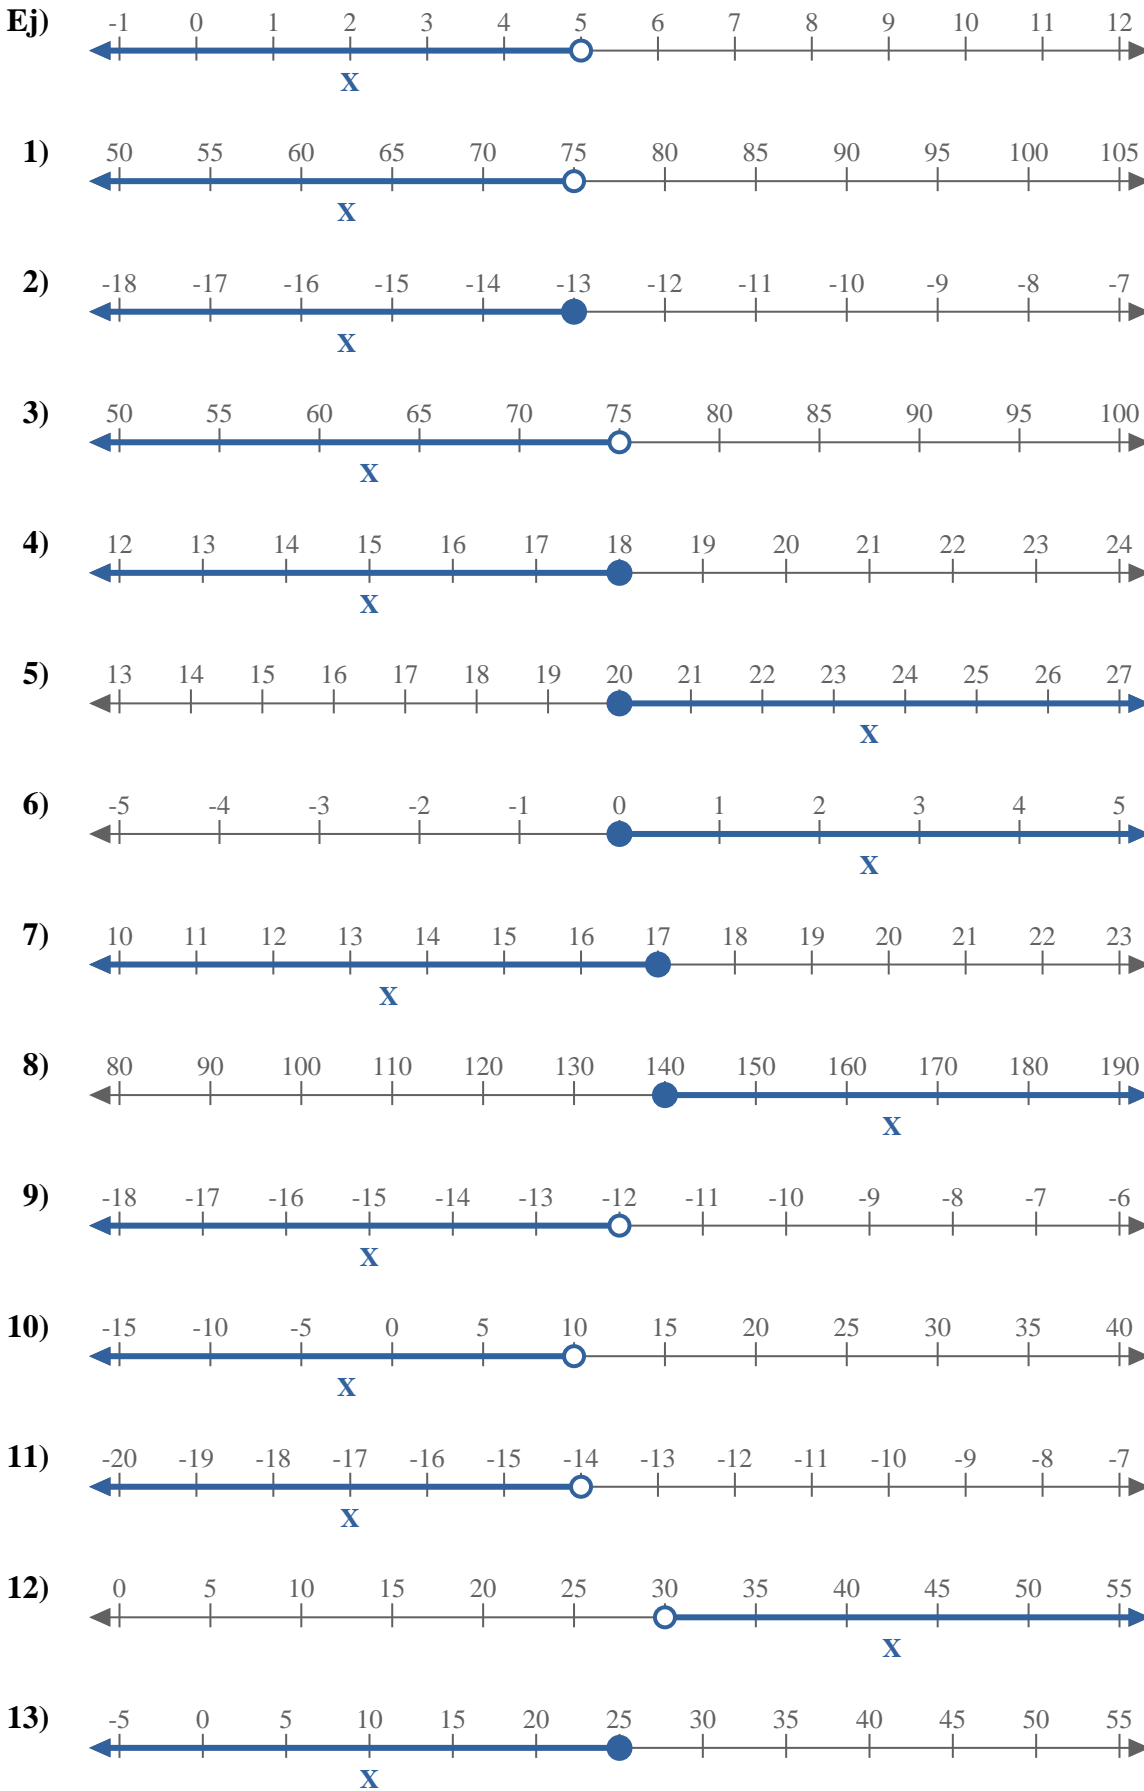 Ej) -1 0 1 2 3 4 5 6 7 8 9 10 11 12
X
1) 50 55 60 65 70 75 80 85 90 95 100 105
X
2) -18 -17 -16 -15 -14 -13 -12 -11 -10 -9 -8 -7
X
3) 50 55 60 65 70 75 80 85 90 95 100
X
4) 12 13 14 15 16 17 18 19 20 21 22 23 24
X
5) 13 14 15 16 17 18 19 20 21 22 23 24 25 26 27
X
6) -5 -4 -3 -2 -1 0 1 2 3 4 5
X
7) 10 11 12 13 14 15 16 17 18 19 20 21 22 23
X
8) 80 90 100 110 120 130 140 150 160 170 180 190
X
9) -18 -17 -16 -15 -14 -13 -12 -11 -10 -9 -8 -7 -6
X
10) -15 -10 -5 0 5 10 15 20 25 30 35 40
X
11) -20 -19 -18 -17 -16 -15 -14 -13 -12 -11 -10 -9 -8 -7
X
12) 0 5 10 15 20 25 30 35 40 45 50 55
X
13) -5 0 5 10 15 20 25 30 35 40 45 50 55
X